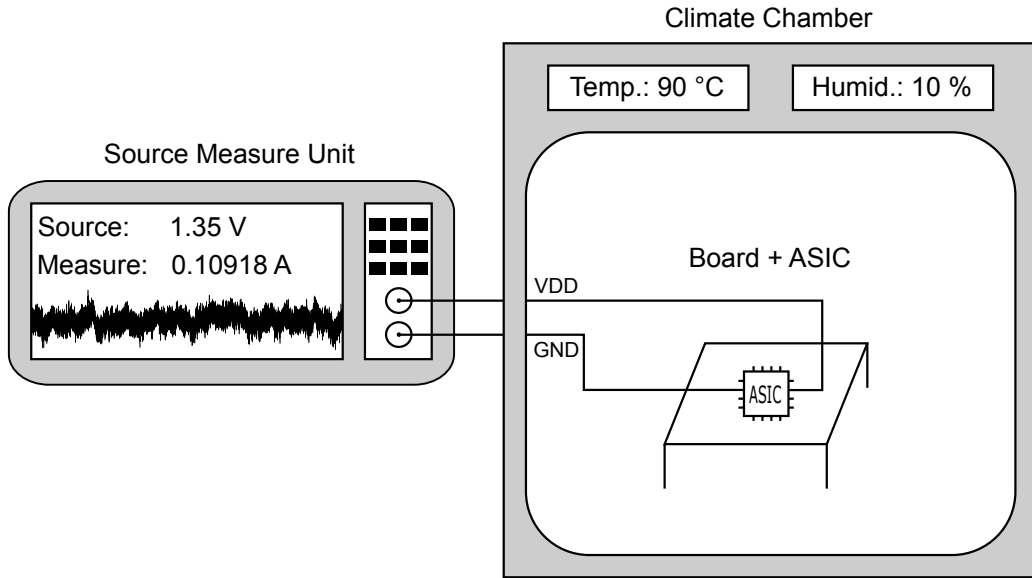 Climate Chamber
Temp.: 90 °C
Humid.: 10 %
Source Measure Unit
Source: 1.35 V
Measure: 0.10918 A
Board + ASIC
VDD
GND
ASIC